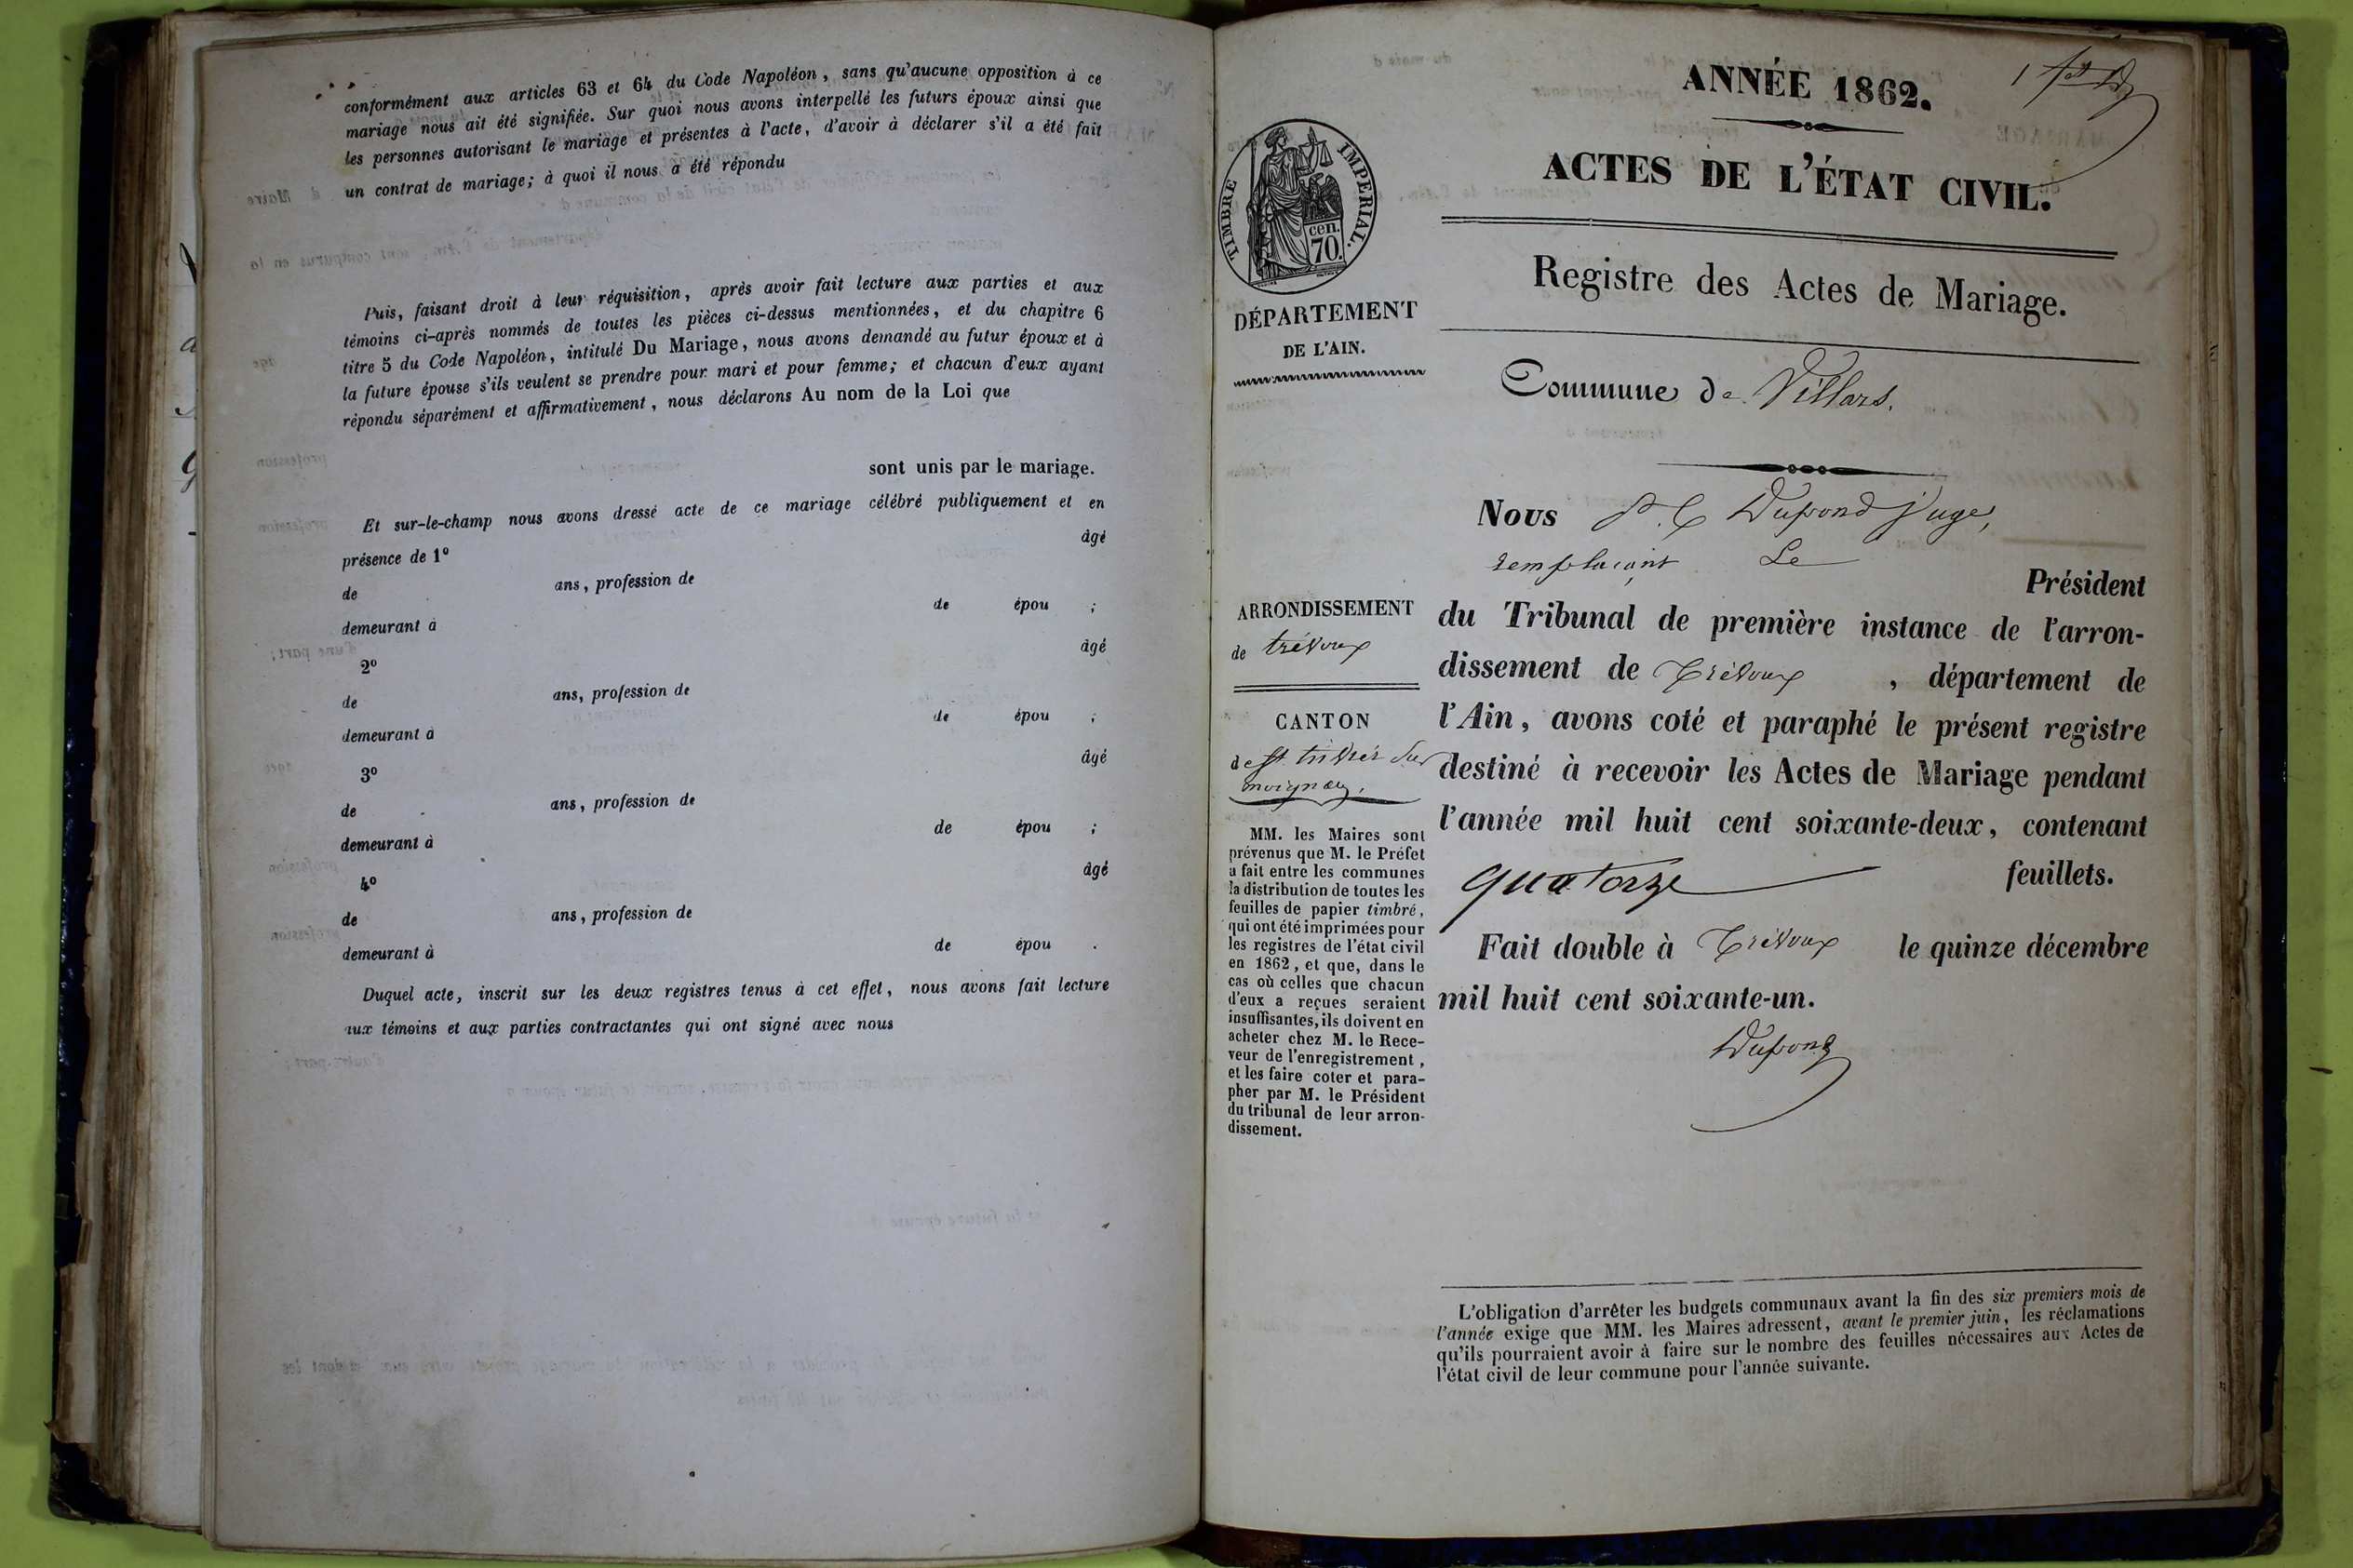 conformément aux articles 63 et 64 du Code Napoléon, sans qu'aucune opposition à ce
mariage nous ait été signifiée. Sur quoi nous avons interpellé les futurs époux ainsi que
les personnes autorisant le mariage et présentes à l'acte, d'avoir à déclarer s'il a été fait
un contrat de mariage; à quoi il nous a été répondu
Puis, faisant droit à leur réquisition, après avoir fait lecture aux parties et aux
témoins ci-après nommés de toutes les pièces ci-dessus mentionnées, et du chapitre 6
titre 5 du Code Napoléon, intitulé Du Mariage, nous avons demandé au futur époux et à
la future épouse s'ils veulent se prendre pour mari et pour femme; et chacun d'eux ayant
répondu séparément et affirmativement, nous déclarons Au nom de la Loi que
sont unis par le mariage.
Et sur-le-champ nous avons dressé acte de ce mariage célébré publiquement et en
présence de 1º âgé
de ans, profession de
demeurant à de épou ;
2º âgé
de ans, profession de
demeurant à de épou ;
3º âgé
de ans, profession de
demeurant à de épou ;
4º âgé
de ans, profession de
demeurant à de épou .
Duquel acte, inscrit sur les deux registres tenus à cet effet, nous avons fait lecture
aux témoins et aux parties contractantes qui ont signé avec nous
ANNÉE 1862.
ACTES DE L'ÉTAT CIVIL.
Registre des Actes de Mariage.
TIMBRE IMPERIAL.
cen.
70.
DÉPARTEMENT
DE L'AIN.
Commune de Villars.
ARRONDISSEMENT
de trévoux
CANTON
de St trivier sur
moignans,
MM. les Maires sont
prévenus que M. le Préfet
a fait entre les communes
la distribution de toutes les
feuilles de papier timbré,
qui ont été imprimées pour
les registres de l'état civil
en 1862, et que, dans le
cas où celles que chacun
d'eux a reçues seraient
insuffisantes, ils doivent en
acheter chez M. le Rece-
veur de l'enregistrement,
et les faire coter et para-
pher par M. le Président
du tribunal de leur arron-
dissement.
Nous Dupond Juge,
remplaçant Le
Président
du Tribunal de première instance de l'arron-
dissement de Trévoux, département de
l'Ain, avons coté et paraphé le présent registre
destiné à recevoir les Actes de Mariage pendant
l'année mil huit cent soixante-deux, contenant
quatorze feuillets.
Fait double à Trévoux le quinze décembre
mil huit cent soixante-un.
Dupond
L'obligation d'arrêter les budgets communaux avant la fin des six premiers mois de
l'année exige que MM. les Maires adressent, avant le premier juin, les réclamations
qu'ils pourraient avoir à faire sur le nombre des feuilles nécessaires aux Actes de
l'état civil de leur commune pour l'année suivante.